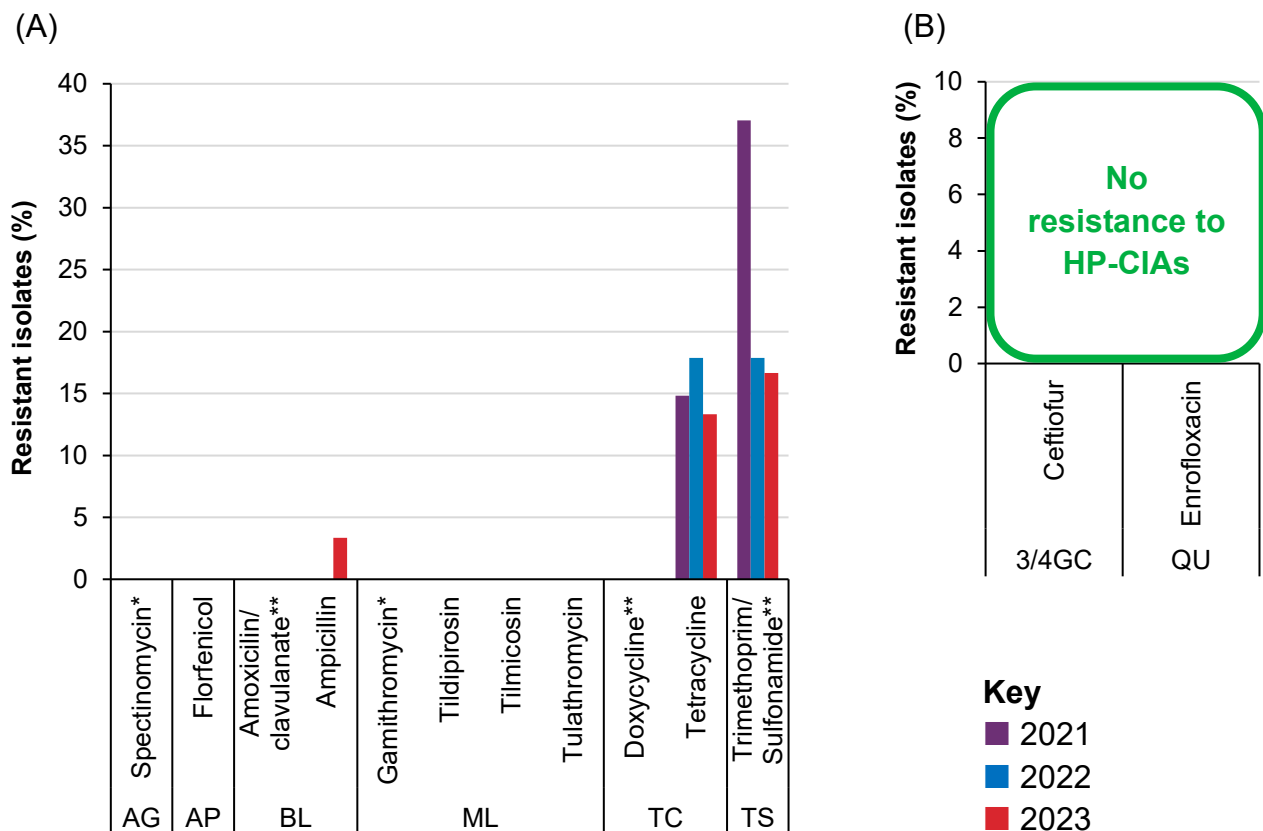 (A)
Resistant isolates (%)
40
35
30
25
20
15
10
5
0
Spectinomycin*
Florfenicol
Amoxicilin/
clavulanate**
Ampicillin
Gamithromycin*
Tildipirosin
Tilmicosin
Tulathromycin
Doxycycline**
Tetracycline
Trimethoprim/
Sulfonamide**
AG
AP
BL
ML
TC
TS
(B)
Resistant isolates (%)
10
8
6
4
2
0
No
resistance to
HP-CIAs
Ceftiofur
Enrofloxacin
3/4GC
QU
Key
2021
2022
2023